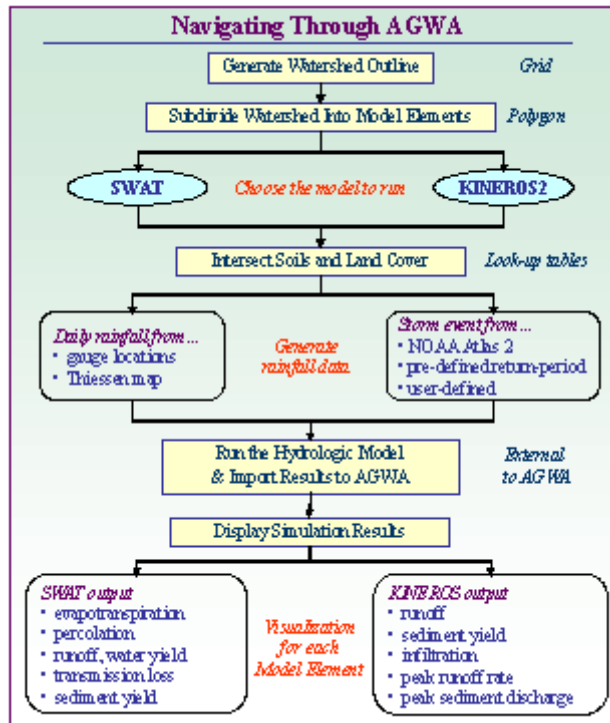 Navigating Through AGWA
Generate Watershed Outline
Grid
Subdivide Watershed Into Model Elements
Polygon
SWAT
Choose the model to run
KINEROS2
Intersect Soils and Land Cover
Look-up tables
Daily rainfall from...
• gauge locations
• Thiessen map
Generate
rainfall data
Storm event from...
• NOAA Atlas 2
• pre-defined return-period
• user-defined
Run the Hydrologic Model
& Import Results to AGWA
External
to AGWA
Display Simulation Results
SWAT output
• evapotranspiration
• percolation
• runoff, water yield
• transmission loss
• sediment yield
Visualization
for each
Model Element
KINEROS output
• runoff
• sediment yield
• infiltration
• peak runoff rate
• peak sediment discharge